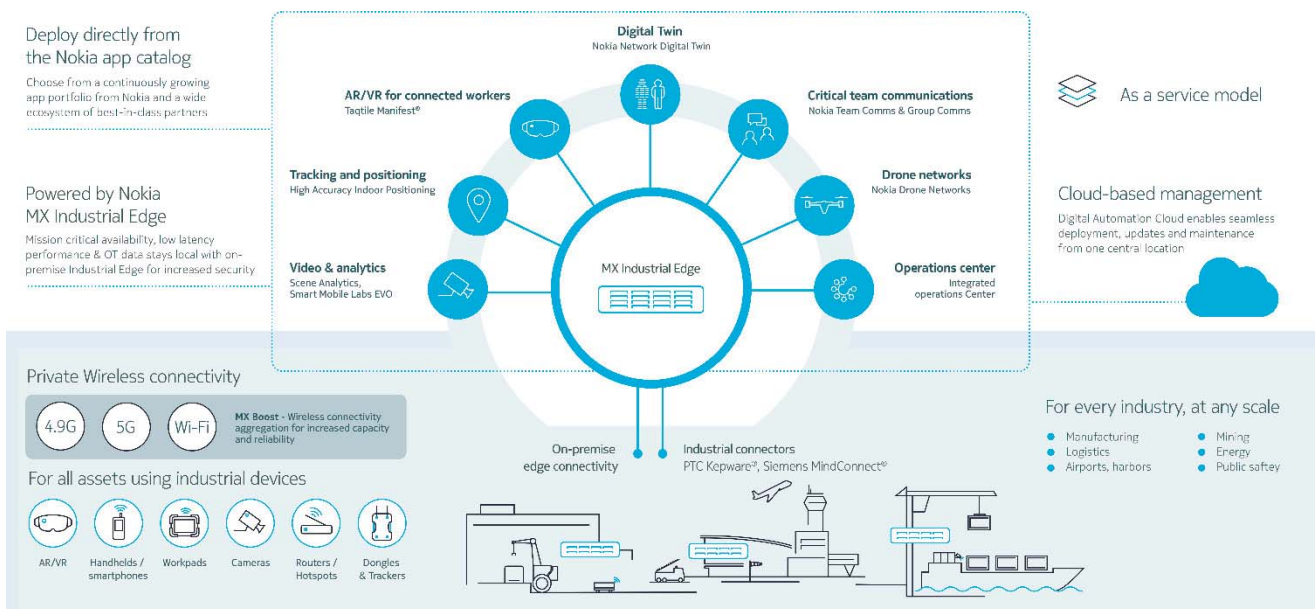 Deploy directly from
the Nokia app catalog
Choose from a continuously growing
app portfolio from Nokia and a wide
ecosystem of best-in-class partners
Powered by Nokia
MX Industrial Edge
Mission critical availability, low latency
performance & OT data stays local with on-
premise Industrial Edge for increased security
Digital Twin
Nokia Network Digital Twin
AR/VR for connected workers
Taqtile Manifest®
Critical team communications
Nokia Team Comms & Group Comms
Tracking and positioning
High Accuracy Indoor Positioning
Drone networks
Nokia Drone Networks
Video & analytics
Scene Analytics,
Smart Mobile Labs EVO
MX Industrial Edge
Operations center
Integrated
operations Center
As a service model
Cloud-based management
Digital Automation Cloud enables seamless
deployment, updates and maintenance
from one central location
Private Wireless connectivity
4.9G
5G
Wi-Fi
MX Boost - Wireless connectivity
aggregation for increased capacity
and reliability
For all assets using industrial devices
AR/VR
Handhelds /
smartphones
Workpads
Cameras
Routers /
Hotspots
Dongles
& Trackers
On-premise
edge connectivity
Industrial connectors
PTC Kepware®, Siemens MindConnect®
For every industry, at any scale
Manufacturing
Logistics
Airports, harbors
Mining
Energy
Public saftey